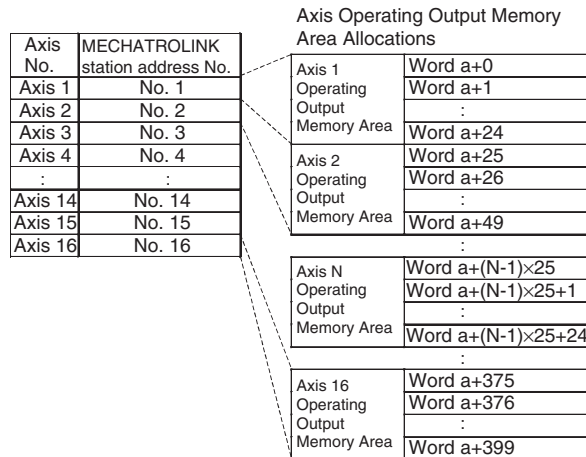 Axis Operating Output Memory
Area Allocations
Axis No. MECHATROLINK station address No.
Axis 1 No. 1
Axis 2 No. 2
Axis 3 No. 3
Axis 4 No. 4
: :
Axis 14 No. 14
Axis 15 No. 15
Axis 16 No. 16
Axis 1
Operating
Output
Memory Area
Word a+0
Word a+1
:
Word a+24
Axis 2
Operating
Output
Memory Area
Word a+25
Word a+26
:
Word a+49
:
Axis N
Operating
Output
Memory Area
Word a+(N-1)×25
Word a+(N-1)×25+1
:
Word a+(N-1)×25+24
:
Axis 16
Operating
Output
Memory Area
Word a+375
Word a+376
:
Word a+399